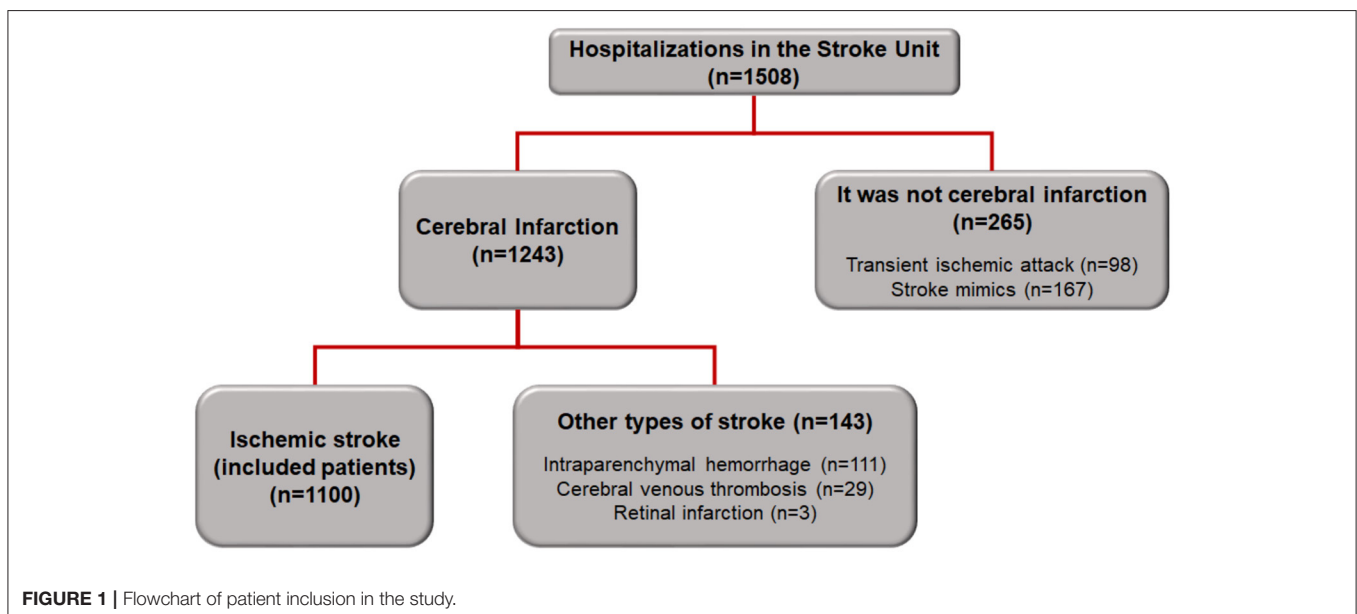 Hospitalizations in the Stroke Unit
(n=1508)
Cerebral Infarction
(n=1243)
It was not cerebral infarction
(n=265)
Transient ischemic attack (n=98)
Stroke mimics (n=167)
Ischemic stroke
(included patients)
(n=1100)
Other types of stroke (n=143)
Intraparenchymal hemorrhage (n=111)
Cerebral venous thrombosis (n=29)
Retinal infarction (n=3)
FIGURE 1 | Flowchart of patient inclusion in the study.